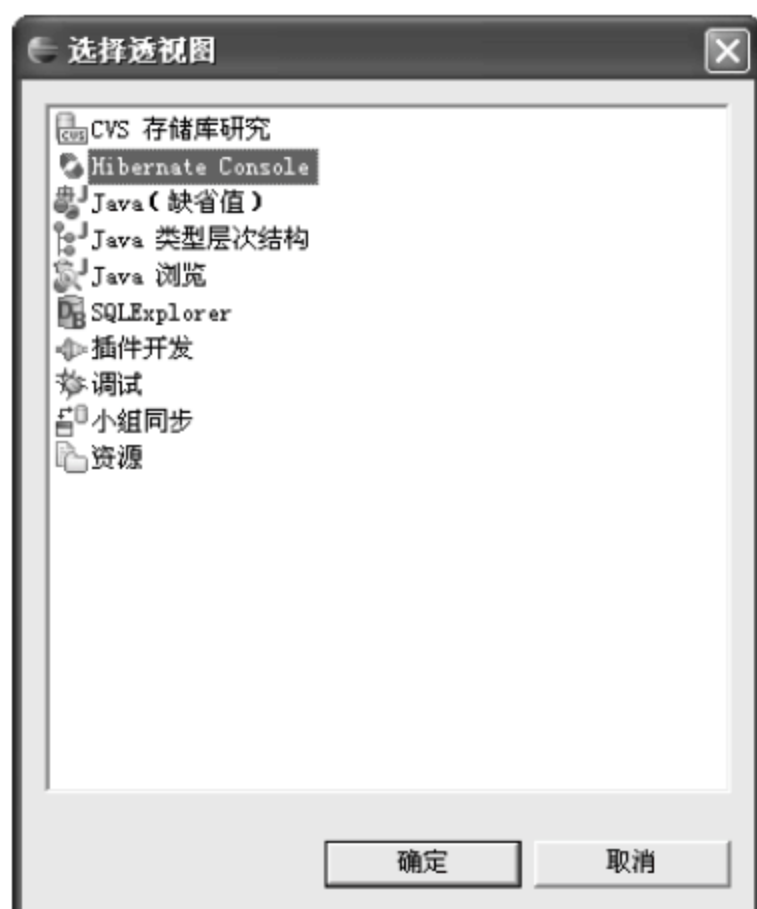 选择透视图
CVS 存储库研究
Hibernate Console
Java(缺省值)
Java 类型层次结构
Java 浏览
SQLExplorer
插件开发
调试
小组同步
资源
确定
取消